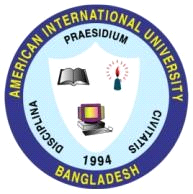 AMERICAN INTERNATIONAL UNIVERSITY
PRAESIDIUM
DISCIPLINA
CIVITATIS
1994
BANGLADESH